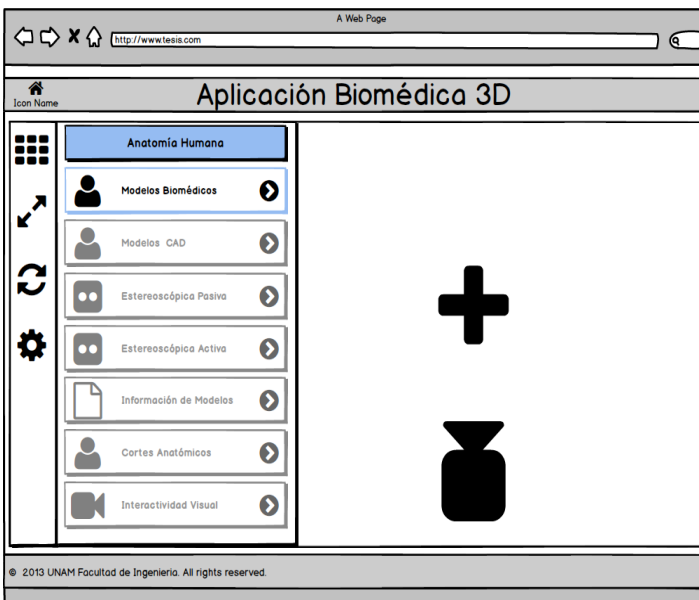 A Web Page
http://www.tesis.com
Icon Name
Aplicación Biomédica 3D
Anatomía Humana
Modelos Biomédicos
Modelos CAD
Estereoscópica Pasiva
Estereoscópica Activa
Información de Modelos
Cortes Anatómicos
Interactividad Visual
© 2013 UNAM Facultad de Ingenieria. All rights reserved.